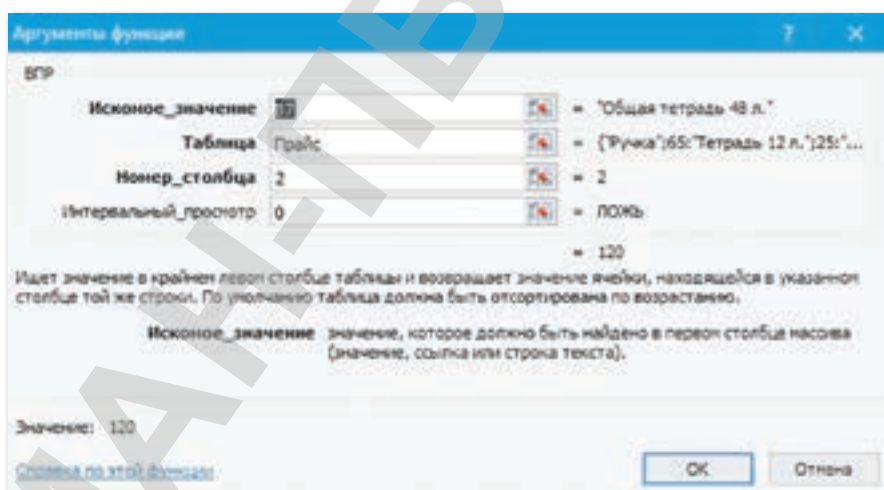 Аргументы функции
ВПР
Искомое_значение = "Общая тетрадь 48 л."
Таблица Прайс = {"Ручка";65:"Тетрадь 12 л.";25:"...
Номер_столбца 2 = 2
Интервальный_просмотр 0 = ЛОЖЬ
= 120
Ищет значение в крайнем левом столбце таблицы и возвращает значение ячейки, находящейся в указанном
столбце той же строки. По умолчанию таблица должна быть отсортирована по возрастанию.
Искомое_значение значение, которое должно быть найдено в первом столбце массива
(значение, ссылка или строка текста).
Значение: 120
Справка по этой функции
ОК Отмена